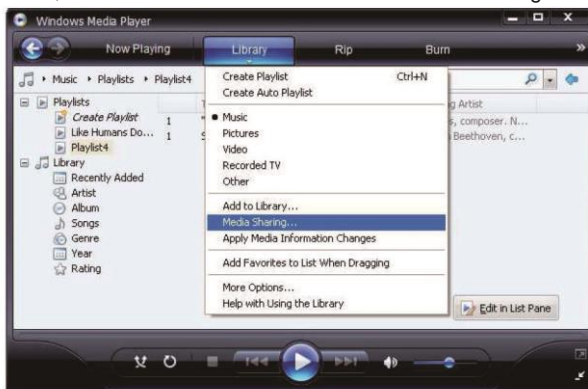 Windows Media Player
Now Playing Library Rip Burn
Music Playlists Playlist4
Create Playlist Ctrl+N
Create Auto Playlist
Music
Pictures
Video
Recorded TV
Other
Add to Library...
Media Sharing...
Apply Media Information Changes
Add Favorites to List When Dragging
More Options...
Help with Using the Library
Playlists
Create Playlist
Like Humans Do...
Playlist4
Library
Recently Added
Artist
Album
Songs
Genre
Year
Rating
1
1
Artist
, composer. N...
Beethoven, c...
Edit in List Pane